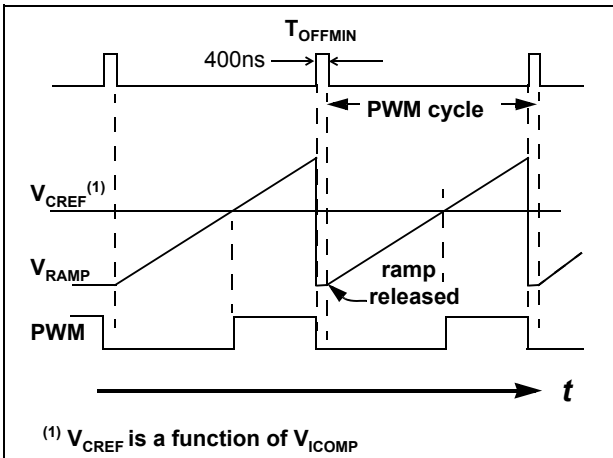 TOFFMIN
400ns
PWM cycle
VCREF(1)
VRAMP
ramp
released
PWM
t
(1) VCREF is a function of VICOMP